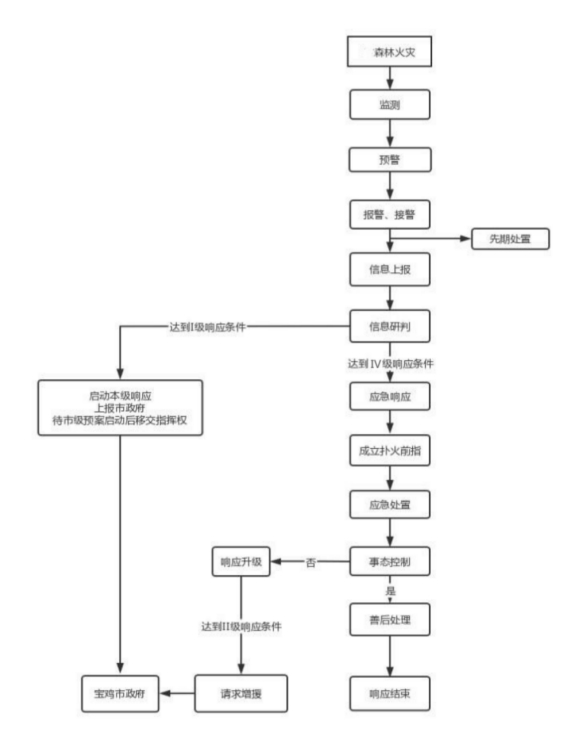 森林火灾
监测
预警
报警、接警
先期处置
信息上报
达到I级响应条件
信息研判
达到 IV级响应条件
启动本级响应
上报市政府
待市级预案启动后移交指挥权
应急响应
成立扑火前指
应急处置
响应升级
否
事态控制
是
达到II级响应条件
善后处理
宝鸡市政府
请求增援
响应结束